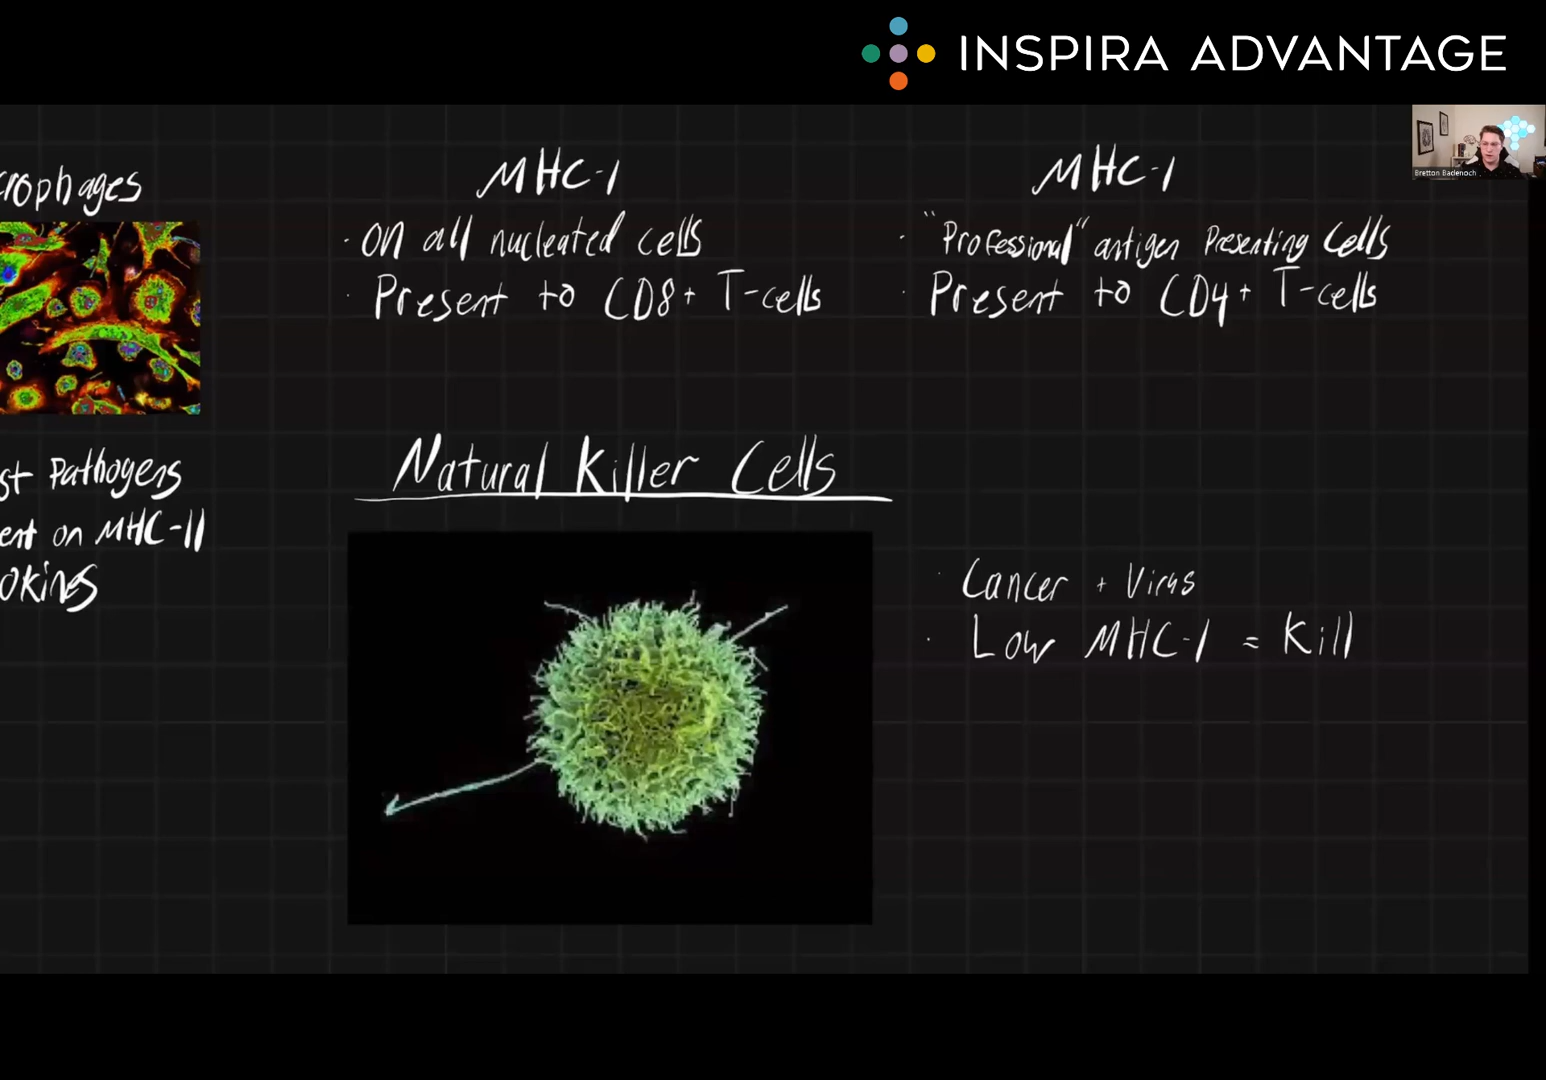 INSPIRA ADVANTAGE
Bretton Badenoch
rophages
st Pathogens
ent on MHC-II
okines
MHC-1
· On all nucleated cells
· Present to CD8+ T-cells
MHC-1
· "Professional" antigen Presenting Cells
· Present to CD4+ T-cells
Natural Killer Cells
· Cancer + Virus
· Low MHC-1 = Kill